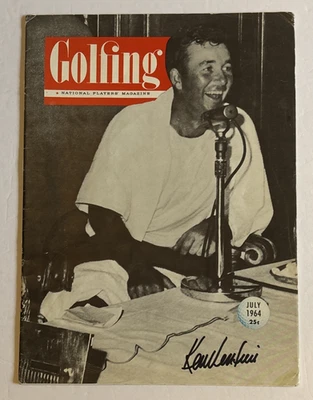 Golfing
A NATIONAL PLAYERS' MAGAZINE
JULY
1964
25¢
Ken Venturi